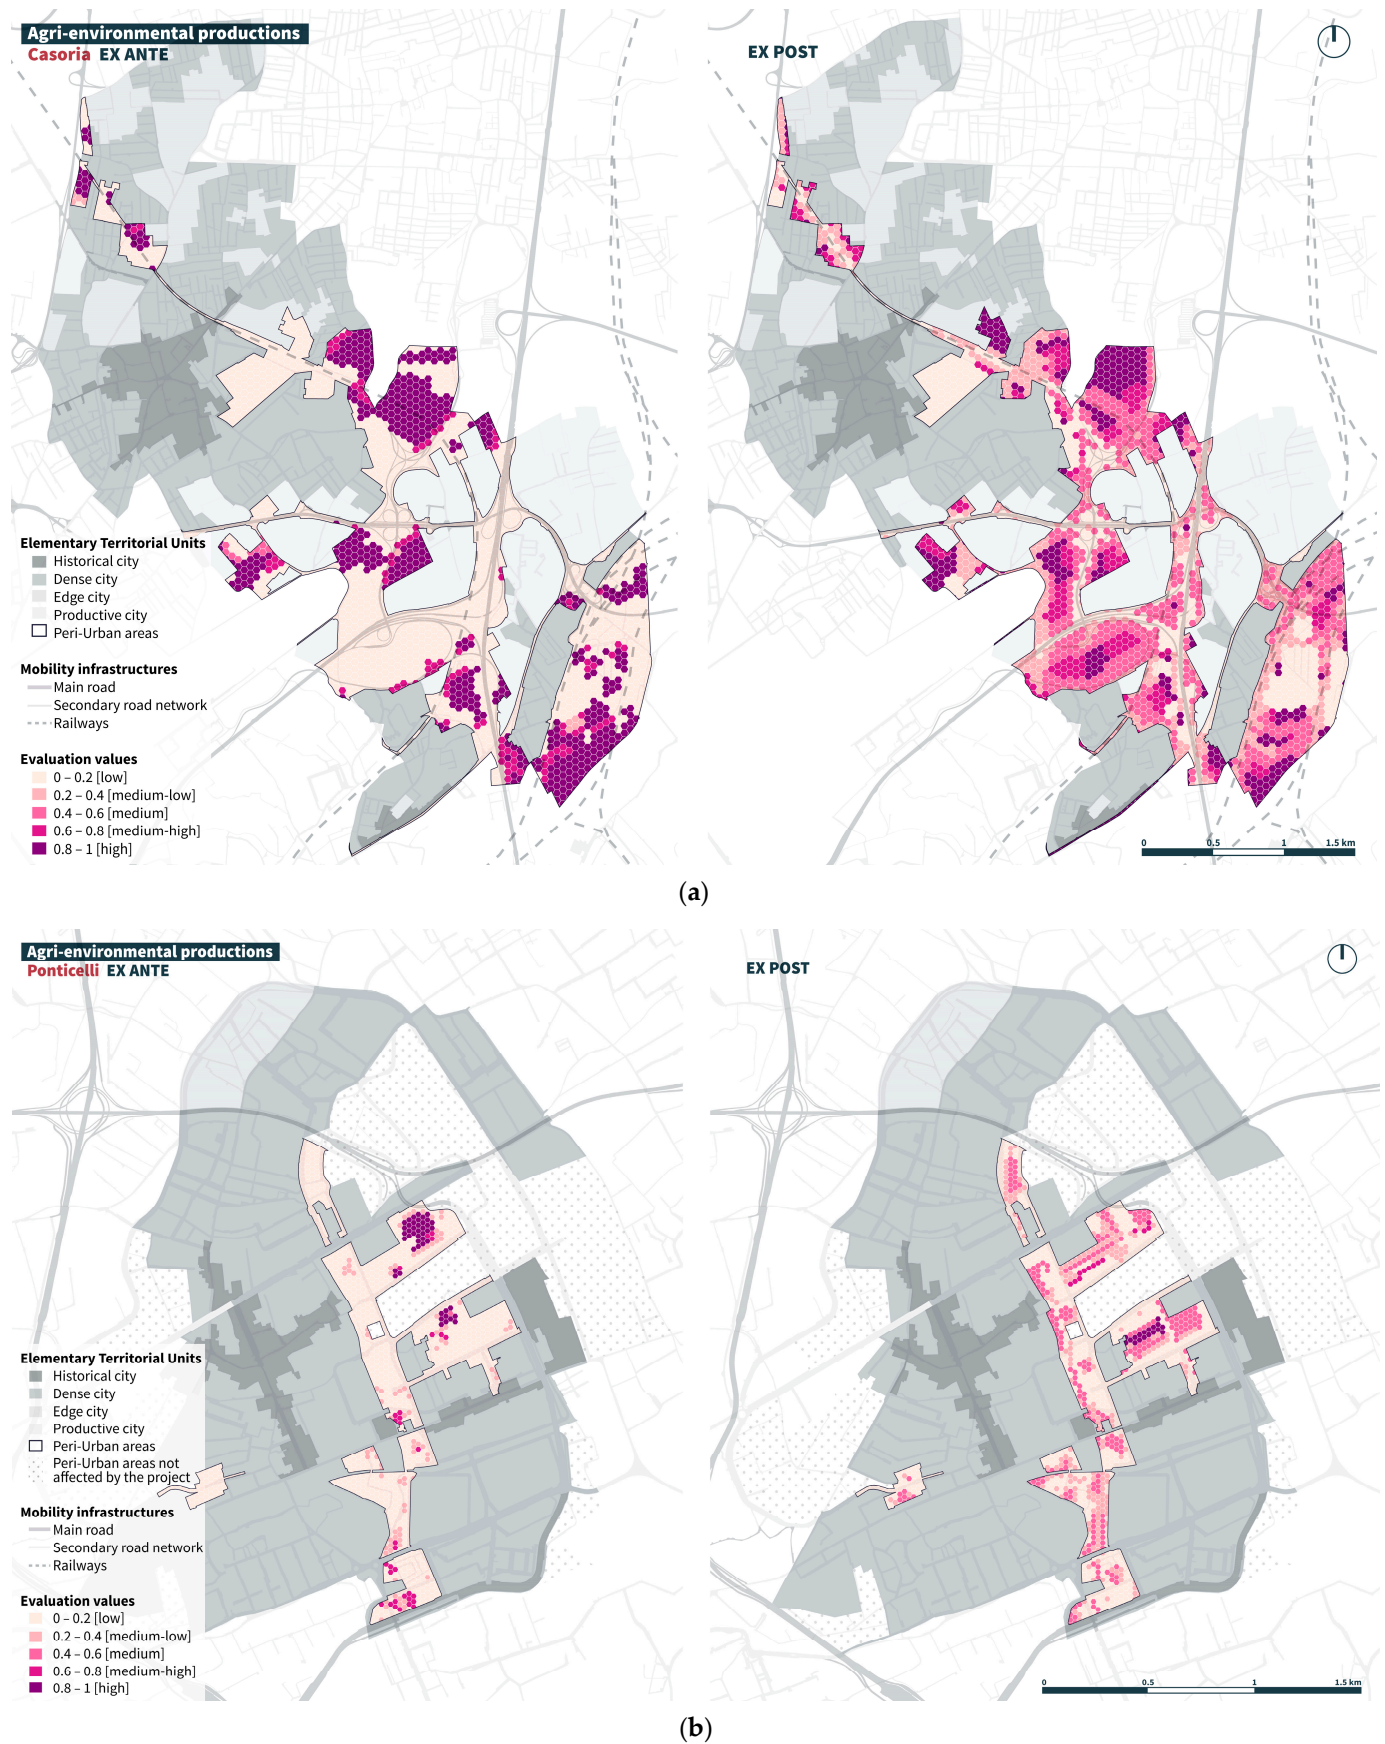 Agri-environmental productions
Casoria EX ANTE
EX POST
Elementary Territorial Units
Historical city
Dense city
Edge city
Productive city
Peri-Urban areas
Mobility infrastructures
Main road
Secondary road network
Railways
Evaluation values
0 – 0.2 [low]
0.2 – 0.4 [medium-low]
0.4 – 0.6 [medium]
0.6 – 0.8 [medium-high]
0.8 – 1 [high]
0 0.5 1 1.5 km
(a)
Agri-environmental productions
Ponticelli EX ANTE
EX POST
Elementary Territorial Units
Historical city
Dense city
Edge city
Productive city
Peri-Urban areas
Peri-Urban areas not
affected by the project
Mobility infrastructures
Main road
Secondary road network
Railways
Evaluation values
0 – 0.2 [low]
0.2 – 0.4 [medium-low]
0.4 – 0.6 [medium]
0.6 – 0.8 [medium-high]
0.8 – 1 [high]
0 0.5 1 1.5 km
(b)